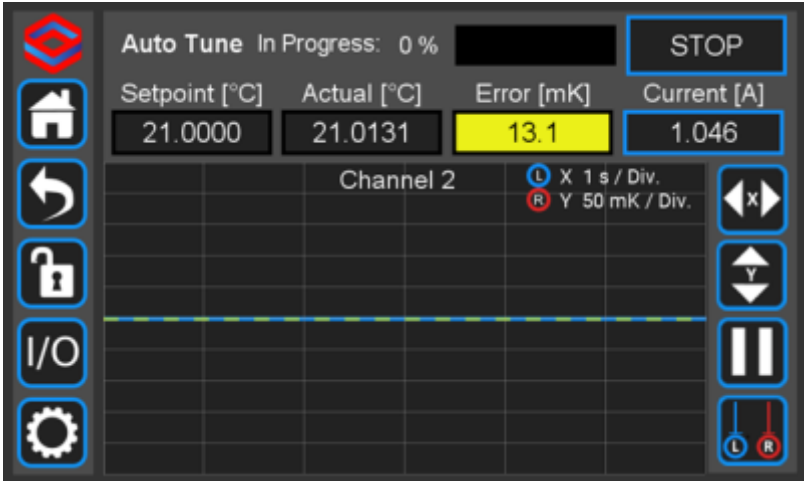 Auto Tune In Progress: 0 %
STOP
Setpoint [°C] Actual [°C] Error [mK] Current [A]
21.0000 21.0131 13.1 1.046
Channel 2
L X 1 s / Div.
R Y 50 mK / Div.
X
Y
I/O
L R